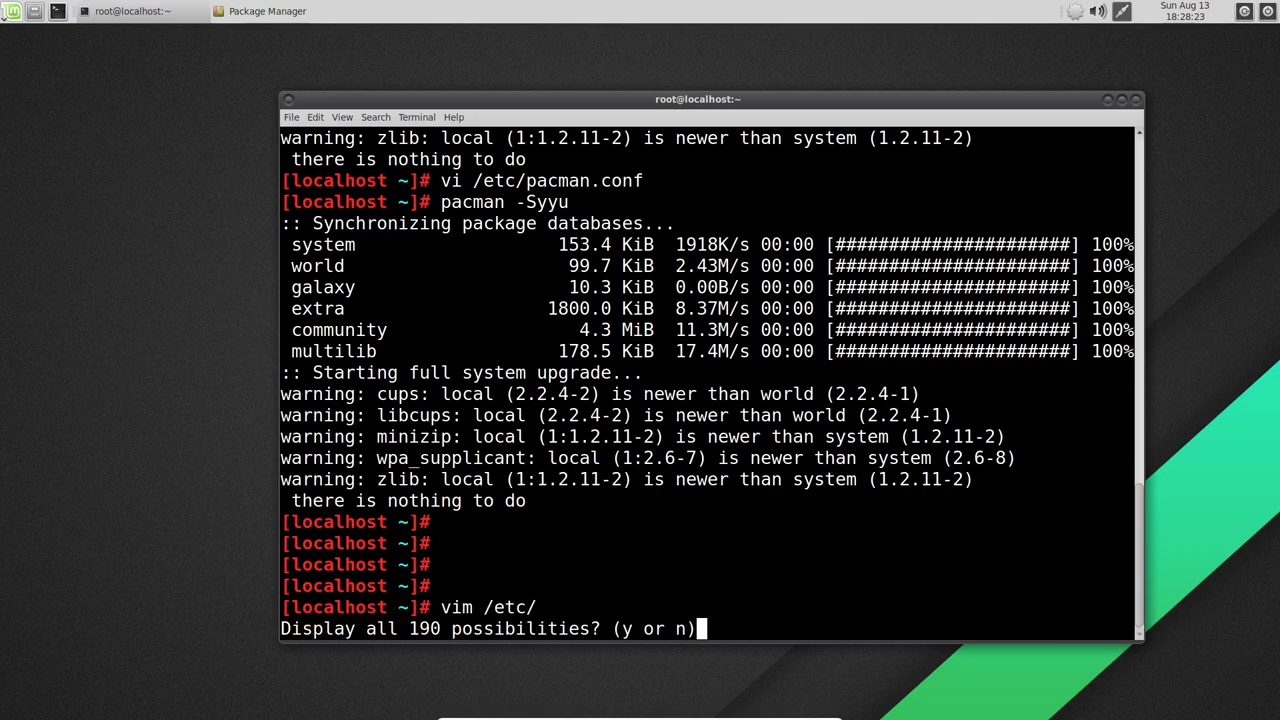 root@localhost:~
Package Manager
Sun Aug 13
18:28:23
root@localhost:~
File Edit View Search Terminal Help
warning: zlib: local (1:1.2.11-2) is newer than system (1.2.11-2)
there is nothing to do
[localhost ~]# vi /etc/pacman.conf
[localhost ~]# pacman -Syyu
:: Synchronizing package databases...
system 153.4 KiB 1918K/s 00:00 [######################] 100%
world 99.7 KiB 2.43M/s 00:00 [######################] 100%
galaxy 10.3 KiB 0.00B/s 00:00 [######################] 100%
extra 1800.0 KiB 8.37M/s 00:00 [######################] 100%
community 4.3 MiB 11.3M/s 00:00 [######################] 100%
multilib 178.5 KiB 17.4M/s 00:00 [######################] 100%
:: Starting full system upgrade...
warning: cups: local (2.2.4-2) is newer than world (2.2.4-1)
warning: libcups: local (2.2.4-2) is newer than world (2.2.4-1)
warning: minizip: local (1:1.2.11-2) is newer than system (1.2.11-2)
warning: wpa_supplicant: local (1:2.6-7) is newer than system (2.6-8)
warning: zlib: local (1:1.2.11-2) is newer than system (1.2.11-2)
there is nothing to do
[localhost ~]#
[localhost ~]#
[localhost ~]#
[localhost ~]#
[localhost ~]# vim /etc/
Display all 190 possibilities? (y or n)